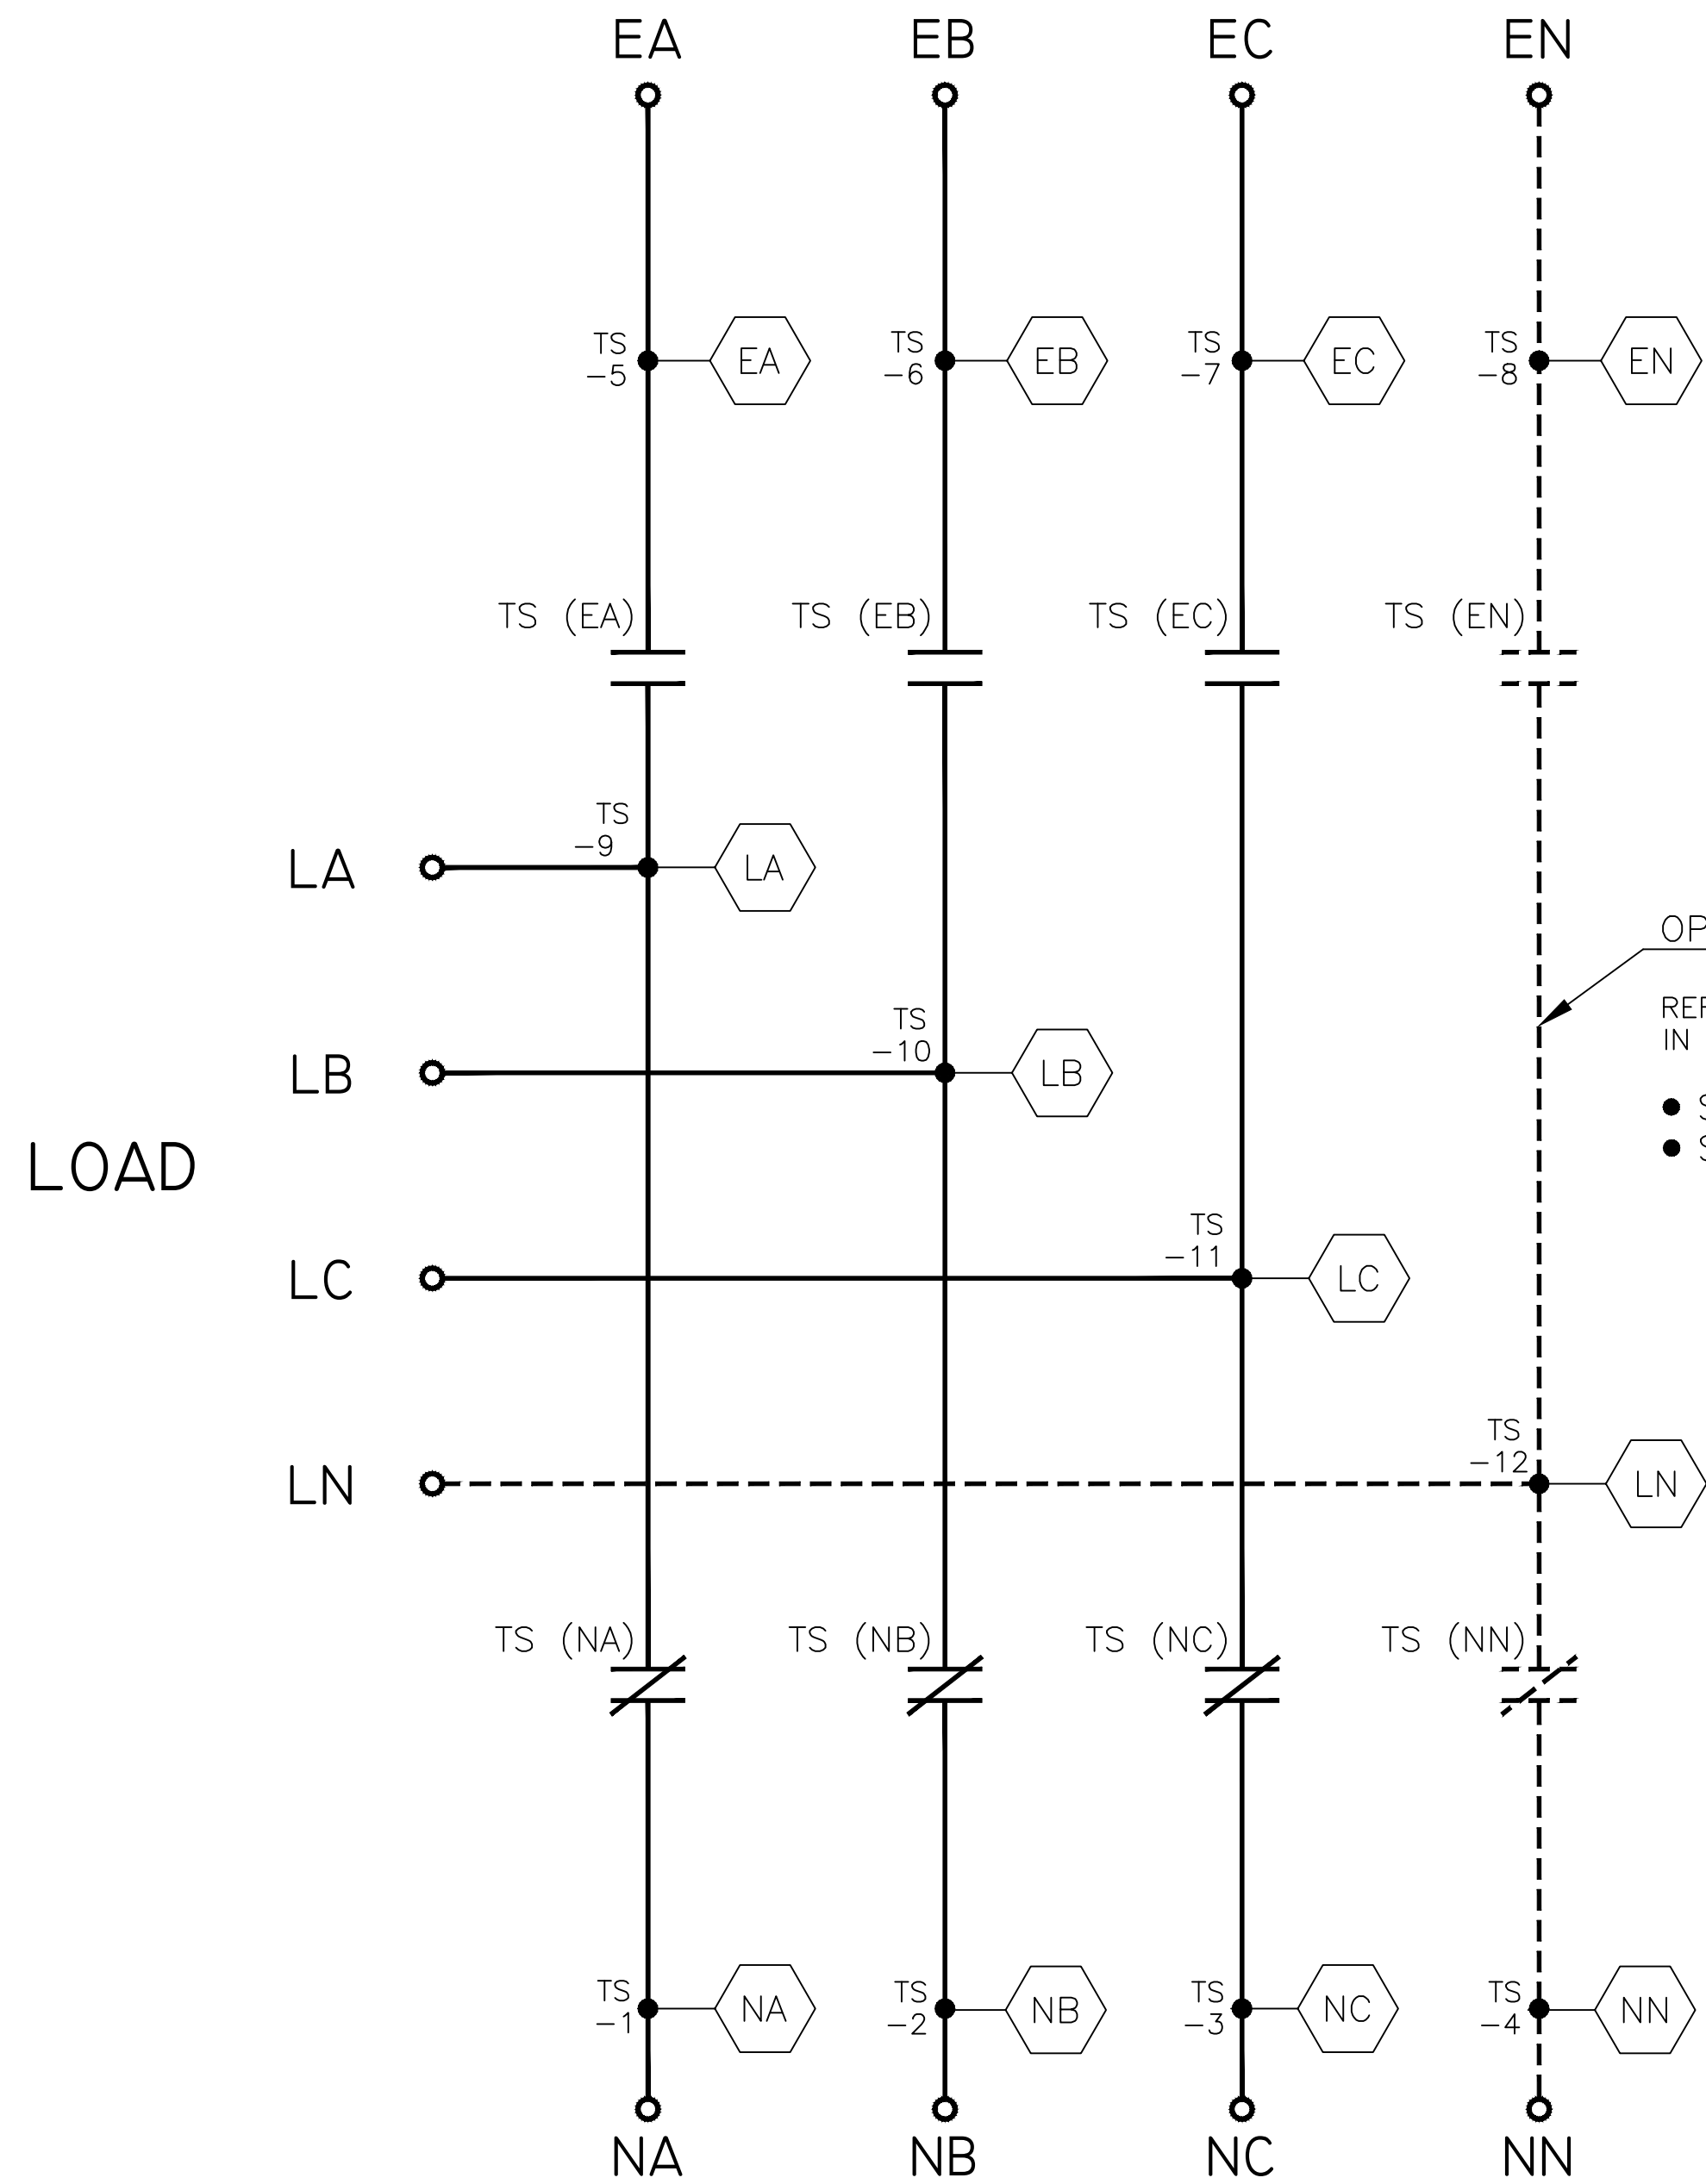 EA EB EC EN
TS TS TS TS
-5 EA -6 EB -7 EC -8 EN
TS (EA) TS (EB) TS (EC) TS (EN)
TS
-9
LA LA
OP
REF
IN
TS
-10
LB LB
S
S
LOAD
TS
-11
LC LC
TS
-12
LN LN
TS (NA) TS (NB) TS (NC) TS (NN)
TS TS TS TS
-1 NA -2 NB -3 NC -4 NN
NA NB NC NN